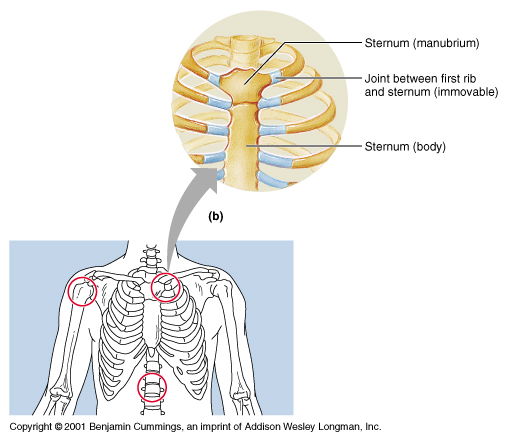 Sternum (manubrium)
Joint between first rib
and sternum (immovable)
Sternum (body)
(b)
Copyright © 2001 Benjamin Cummings, an imprint of Addison Wesley Longman, Inc.